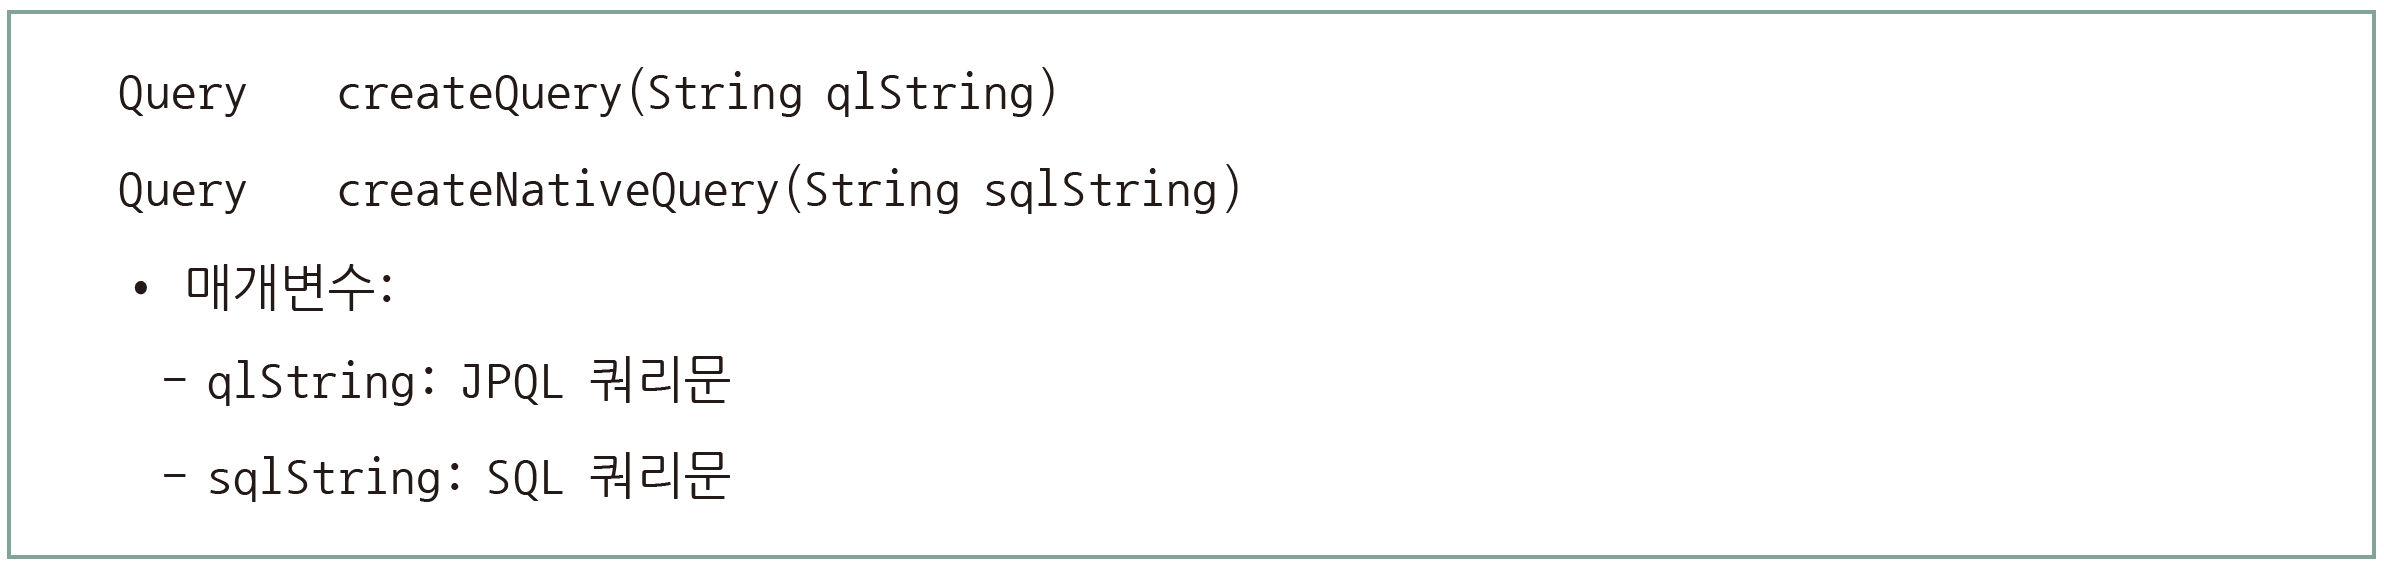 Query createQuery(String qlString)
Query createNativeQuery(String sqlString)
• 매개변수:
– qlString: JPQL 쿼리문
– sqlString: SQL 쿼리문